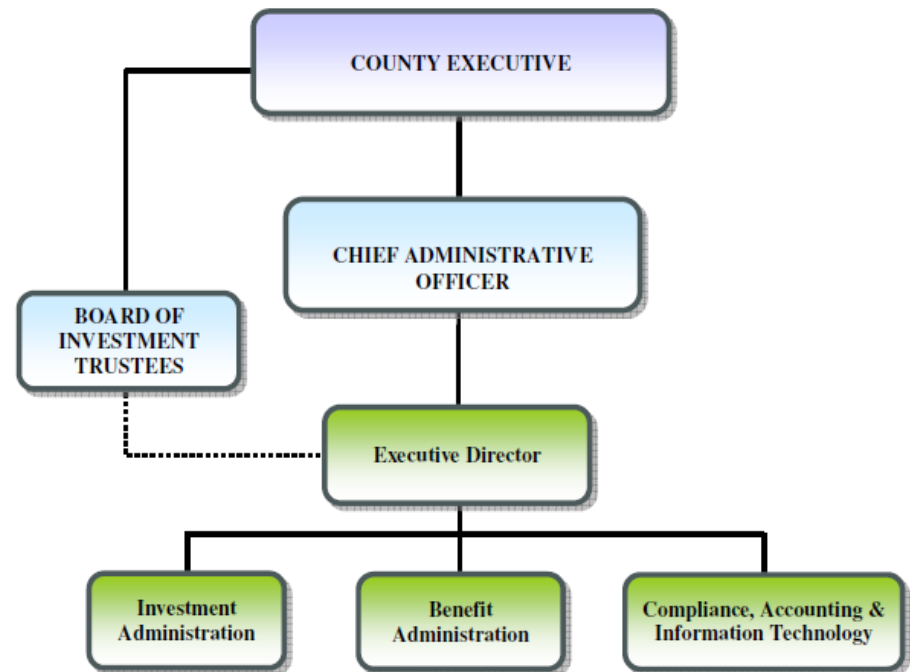 COUNTY EXECUTIVE
CHIEF ADMINISTRATIVE
OFFICER
BOARD OF
INVESTMENT
TRUSTEES
Executive Director
Investment
Administration
Benefit
Administration
Compliance, Accounting &
Information Technology